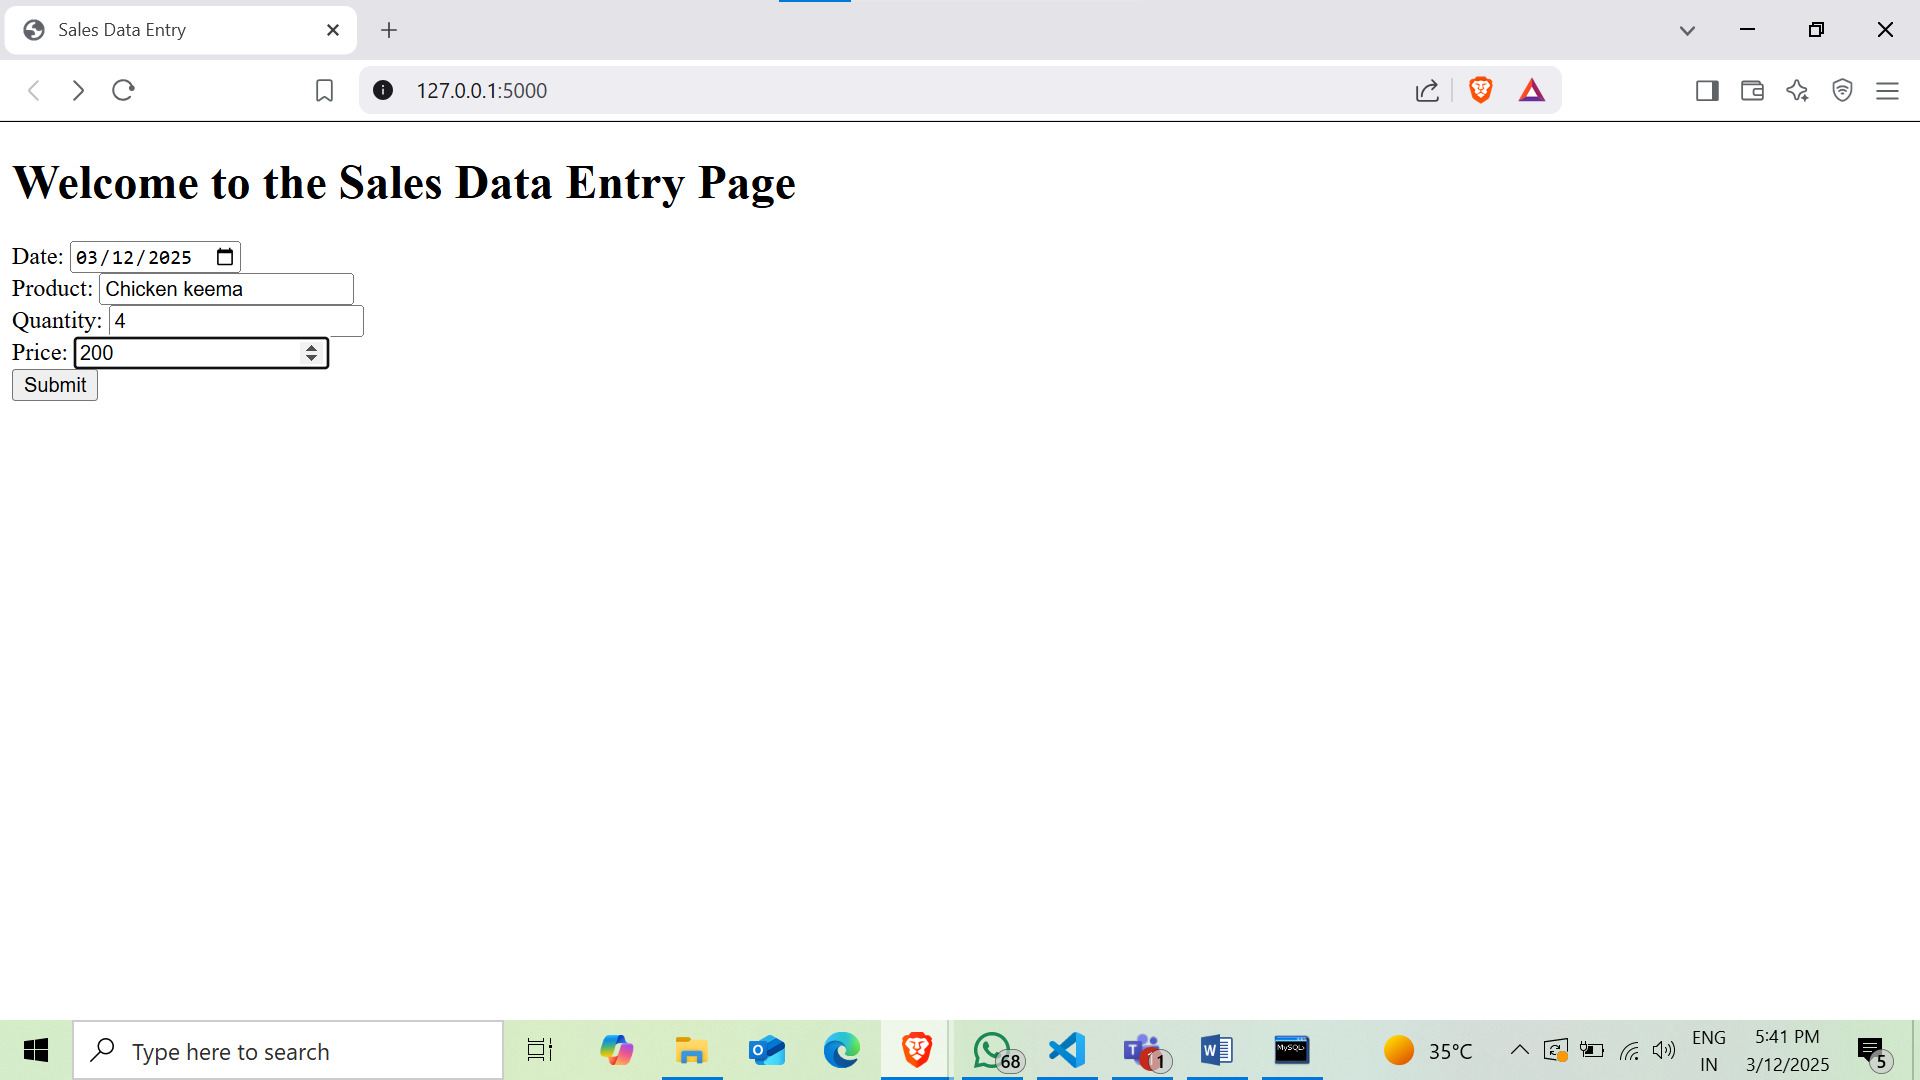 Sales Data Entry
127.0.0.1:5000
Welcome to the Sales Data Entry Page
Date: 03/12/2025
Product: Chicken keema
Quantity: 4
Price: 200
Submit
Type here to search
68
1
MySQL
35°C
ENG
IN
5:41 PM
3/12/2025
5